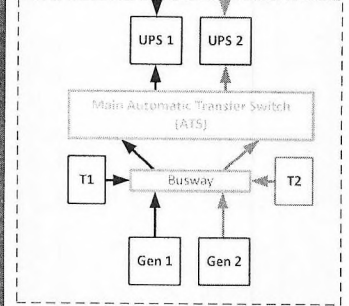 UPS 1 UPS 2
Main Automatic Transfer Switch
(ATS)
T1 Busway T2
Gen 1 Gen 2